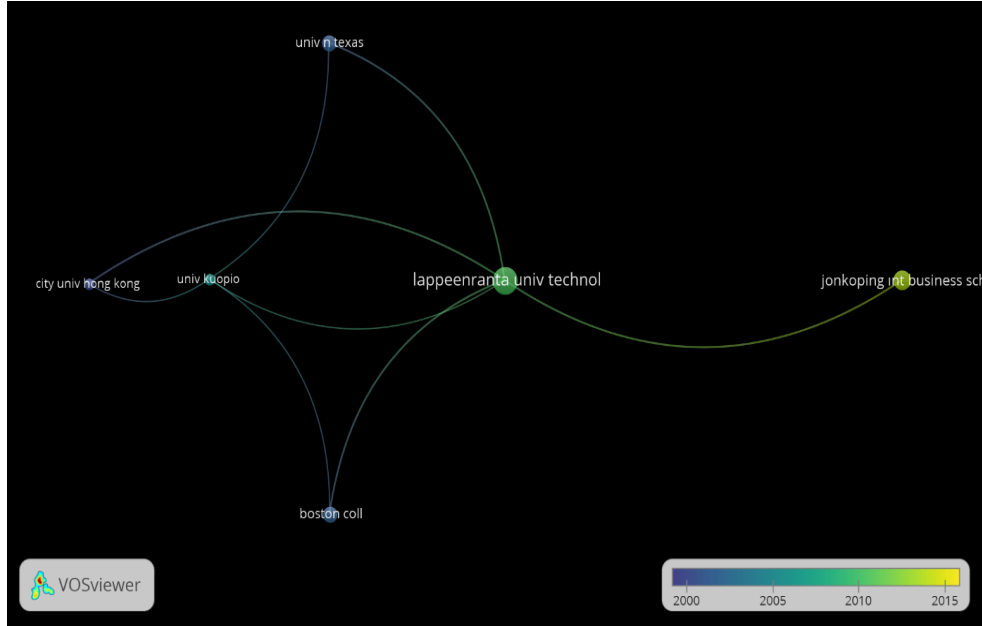 univ n texas
city univ hong kong
univ kuopio
lappeenranta univ technol
jonkoping int business sch
boston coll
VOSviewer
2000 2005 2010 2015